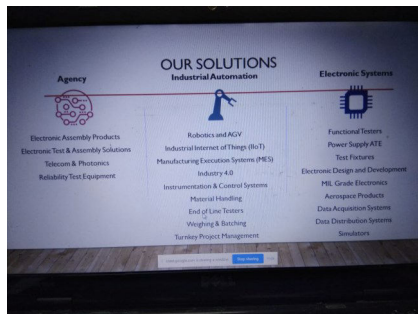 OUR SOLUTIONS
Agency
Electronic Assembly Products
Electronic Test & Assembly Solutions
Telecom & Photonics
Reliability Test Equipment
Industrial Automation
Robotics and AGV
Industrial Internet of Things (IIoT)
Manufacturing Execution Systems (MES)
Industry 4.0
Instrumentation & Control Systems
Material Handling
End of Line Testers
Weighing & Batching
Turnkey Project Management
Electronic Systems
Functional Testers
Power Supply ATE
Test Fixtures
Electronic Design and Development
MIL Grade Electronics
Aerospace Products
Data Acquisition Systems
Data Distribution Systems
Simulators
Stop sharing
DELL